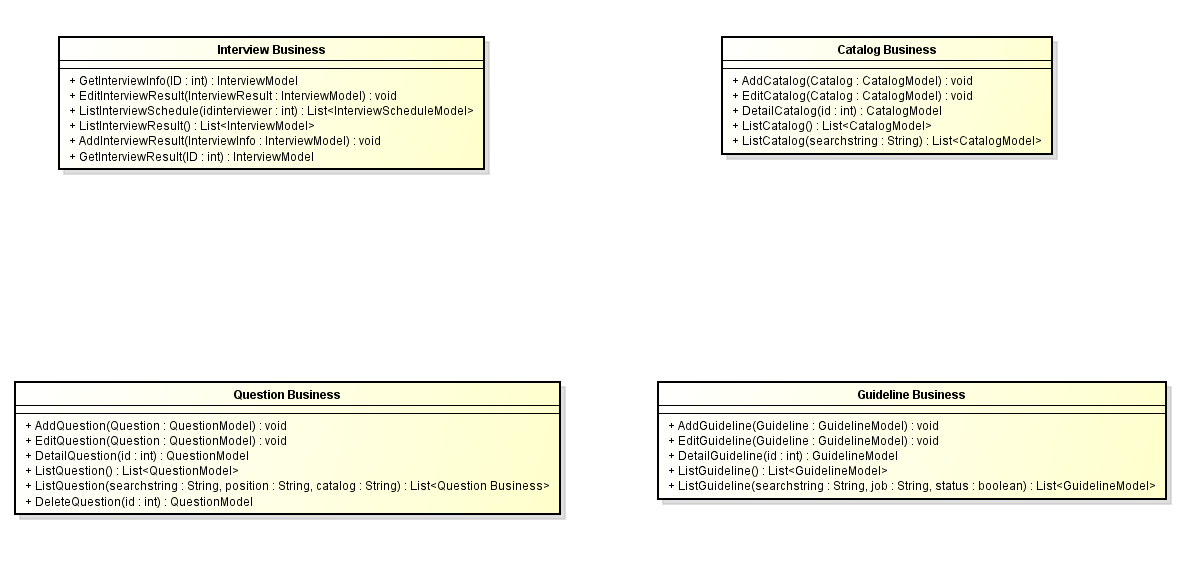 Interview Business
+ GetInterviewInfo(ID : int) : InterviewModel
+ EditInterviewResult(InterviewResult : InterviewModel) : void
+ ListInterviewSchedule(idinterviewer : int) : List<InterviewScheduleModel>
+ ListInterviewResult() : List<InterviewModel>
+ AddInterviewResult(InterviewInfo : InterviewModel) : void
+ GetInterviewResult(ID : int) : InterviewModel
Catalog Business
+ AddCatalog(Catalog : CatalogModel) : void
+ EditCatalog(Catalog : CatalogModel) : void
+ DetailCatalog(id : int) : CatalogModel
+ ListCatalog() : List<CatalogModel>
+ ListCatalog(searchstring : String) : List<CatalogModel>
Question Business
+ AddQuestion(Question : QuestionModel) : void
+ EditQuestion(Question : QuestionModel) : void
+ DetailQuestion(id : int) : QuestionModel
+ ListQuestion() : List<QuestionModel>
+ ListQuestion(searchstring : String, position : String, catalog : String) : List<Question Business>
+ DeleteQuestion(id : int) : QuestionModel
Guideline Business
+ AddGuideline(Guideline : GuidelineModel) : void
+ EditGuideline(Guideline : GuidelineModel) : void
+ DetailGuideline(id : int) : GuidelineModel
+ ListGuideline() : List<GuidelineModel>
+ ListGuideline(searchstring : String, job : String, status : boolean) : List<GuidelineModel>